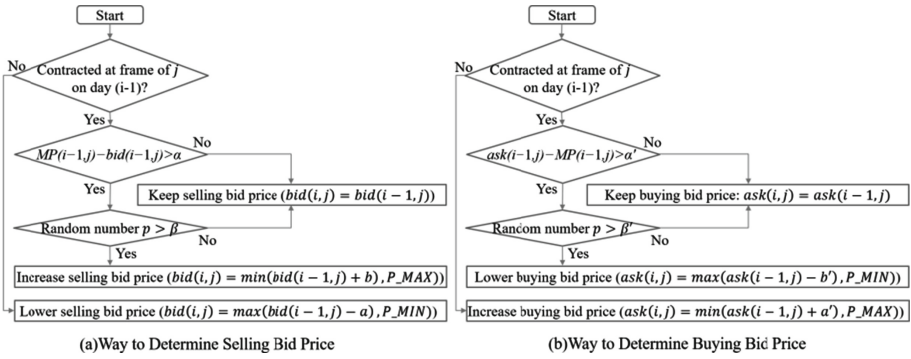 Start
No
Contracted at frame of j
on day (i-1)?
Yes
MP(i−1,j)−bid(i−1,j)>α
No
Yes
Keep selling bid price (bid(i,j) = bid(i − 1,j))
Random number p > β
No
Yes
Increase selling bid price (bid(i,j) = min(bid(i − 1,j) + b),P_MAX))
Lower selling bid price (bid(i,j) = max(bid(i − 1,j) − a),P_MIN))
(a)Way to Determine Selling Bid Price
Start
No
Contracted at frame of j
on day (i-1)?
Yes
ask(i−1,j)−MP(i−1,j)>α'
No
Yes
Keep buying bid price: ask(i,j) = ask(i − 1,j)
Random number p > β'
No
Yes
Lower buying bid price (ask(i,j) = max(ask(i − 1,j) − b'),P_MIN))
Increase buying bid price (ask(i,j) = min(ask(i − 1,j) + a'),P_MAX))
(b)Way to Determine Buying Bid Price